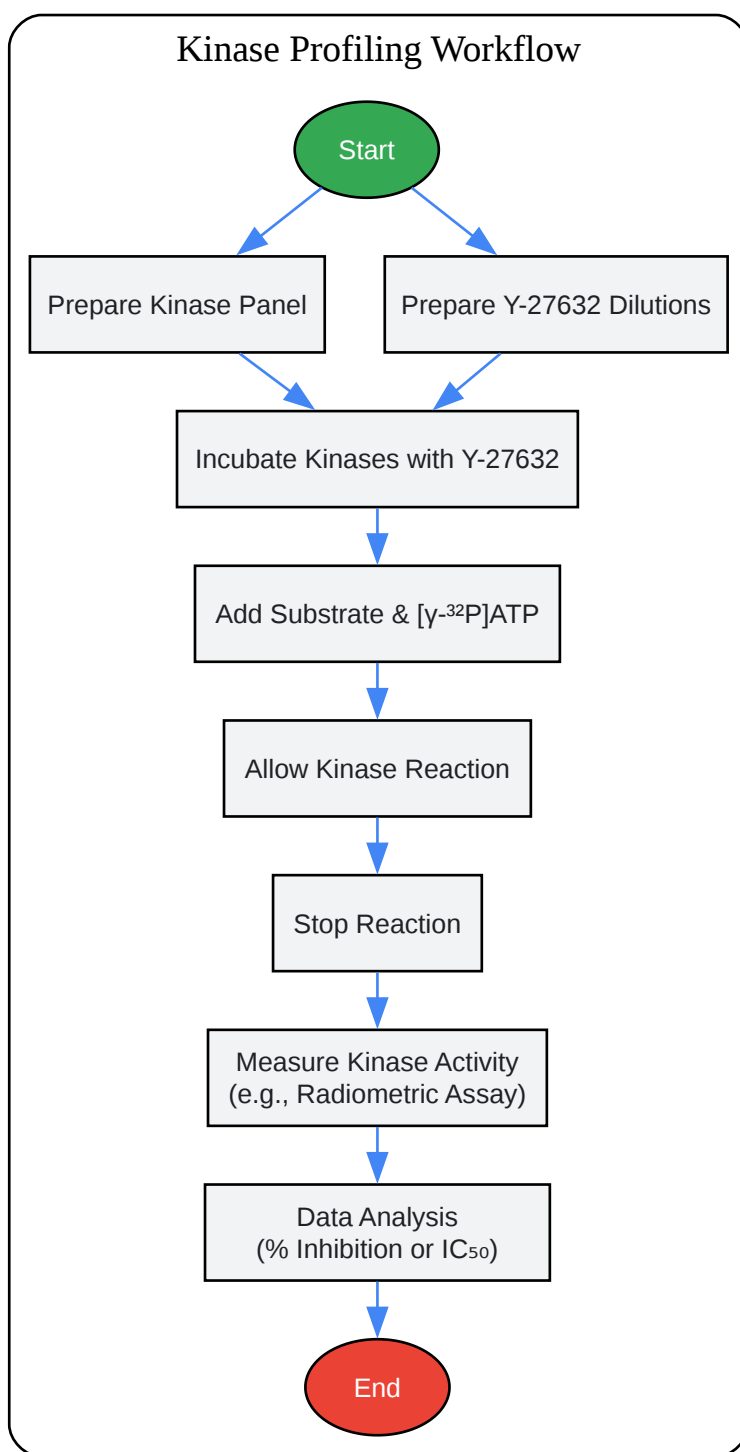 Kinase Profiling Workflow
Start
Prepare Kinase Panel
Prepare Y-27632 Dilutions
Incubate Kinases with Y-27632
Add Substrate & [γ-³²P]ATP
Allow Kinase Reaction
Stop Reaction
Measure Kinase Activity
(e.g., Radiometric Assay)
Data Analysis
(% Inhibition or IC₅₀)
End